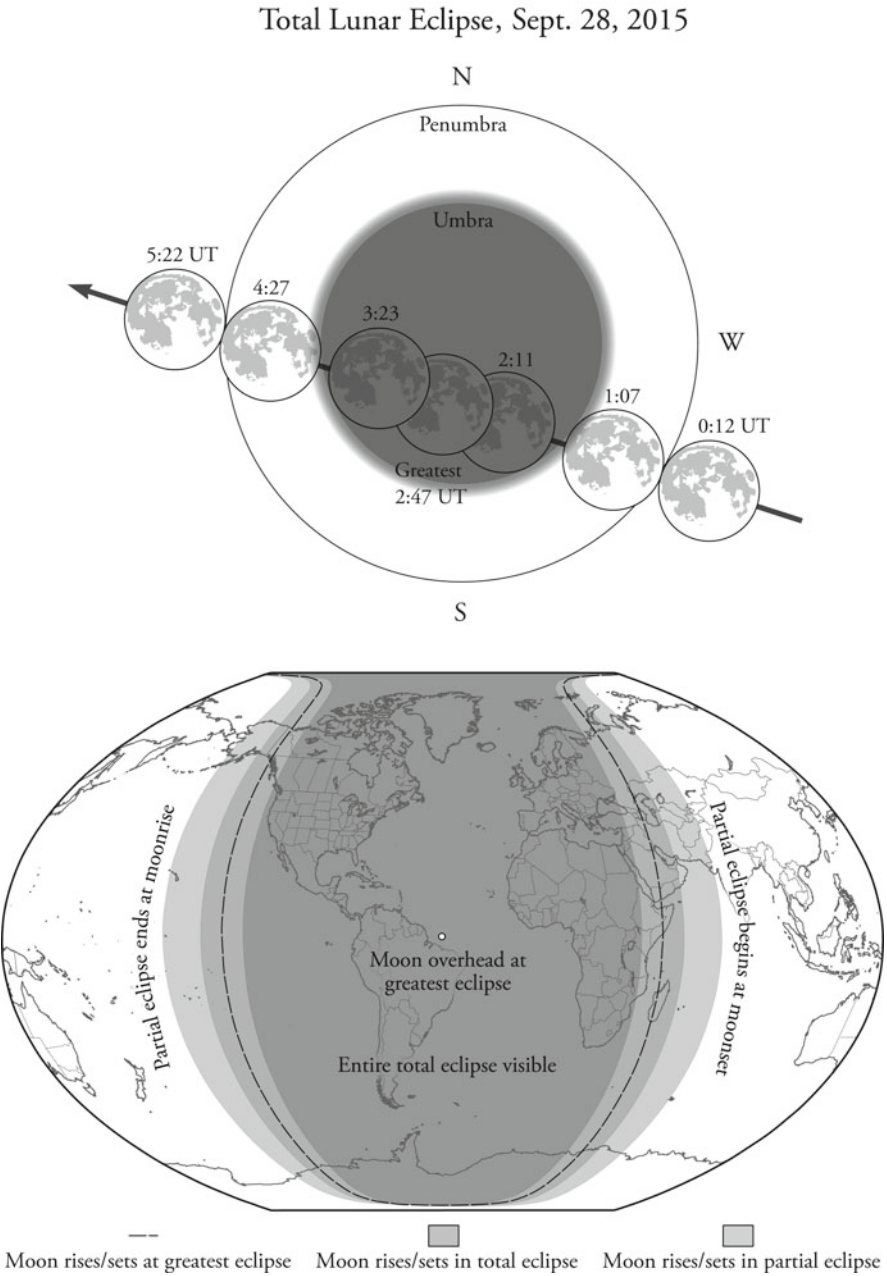 Total Lunar Eclipse, Sept. 28, 2015
N
Penumbra
Umbra
5:22 UT
4:27
3:23
2:11
W
1:07
0:12 UT
Greatest
2:47 UT
S
Partial eclipse ends at moonrise
Partial eclipse begins at moonset
Moon overhead at
greatest eclipse
Entire total eclipse visible
Moon rises/sets at greatest eclipse
Moon rises/sets in total eclipse
Moon rises/sets in partial eclipse